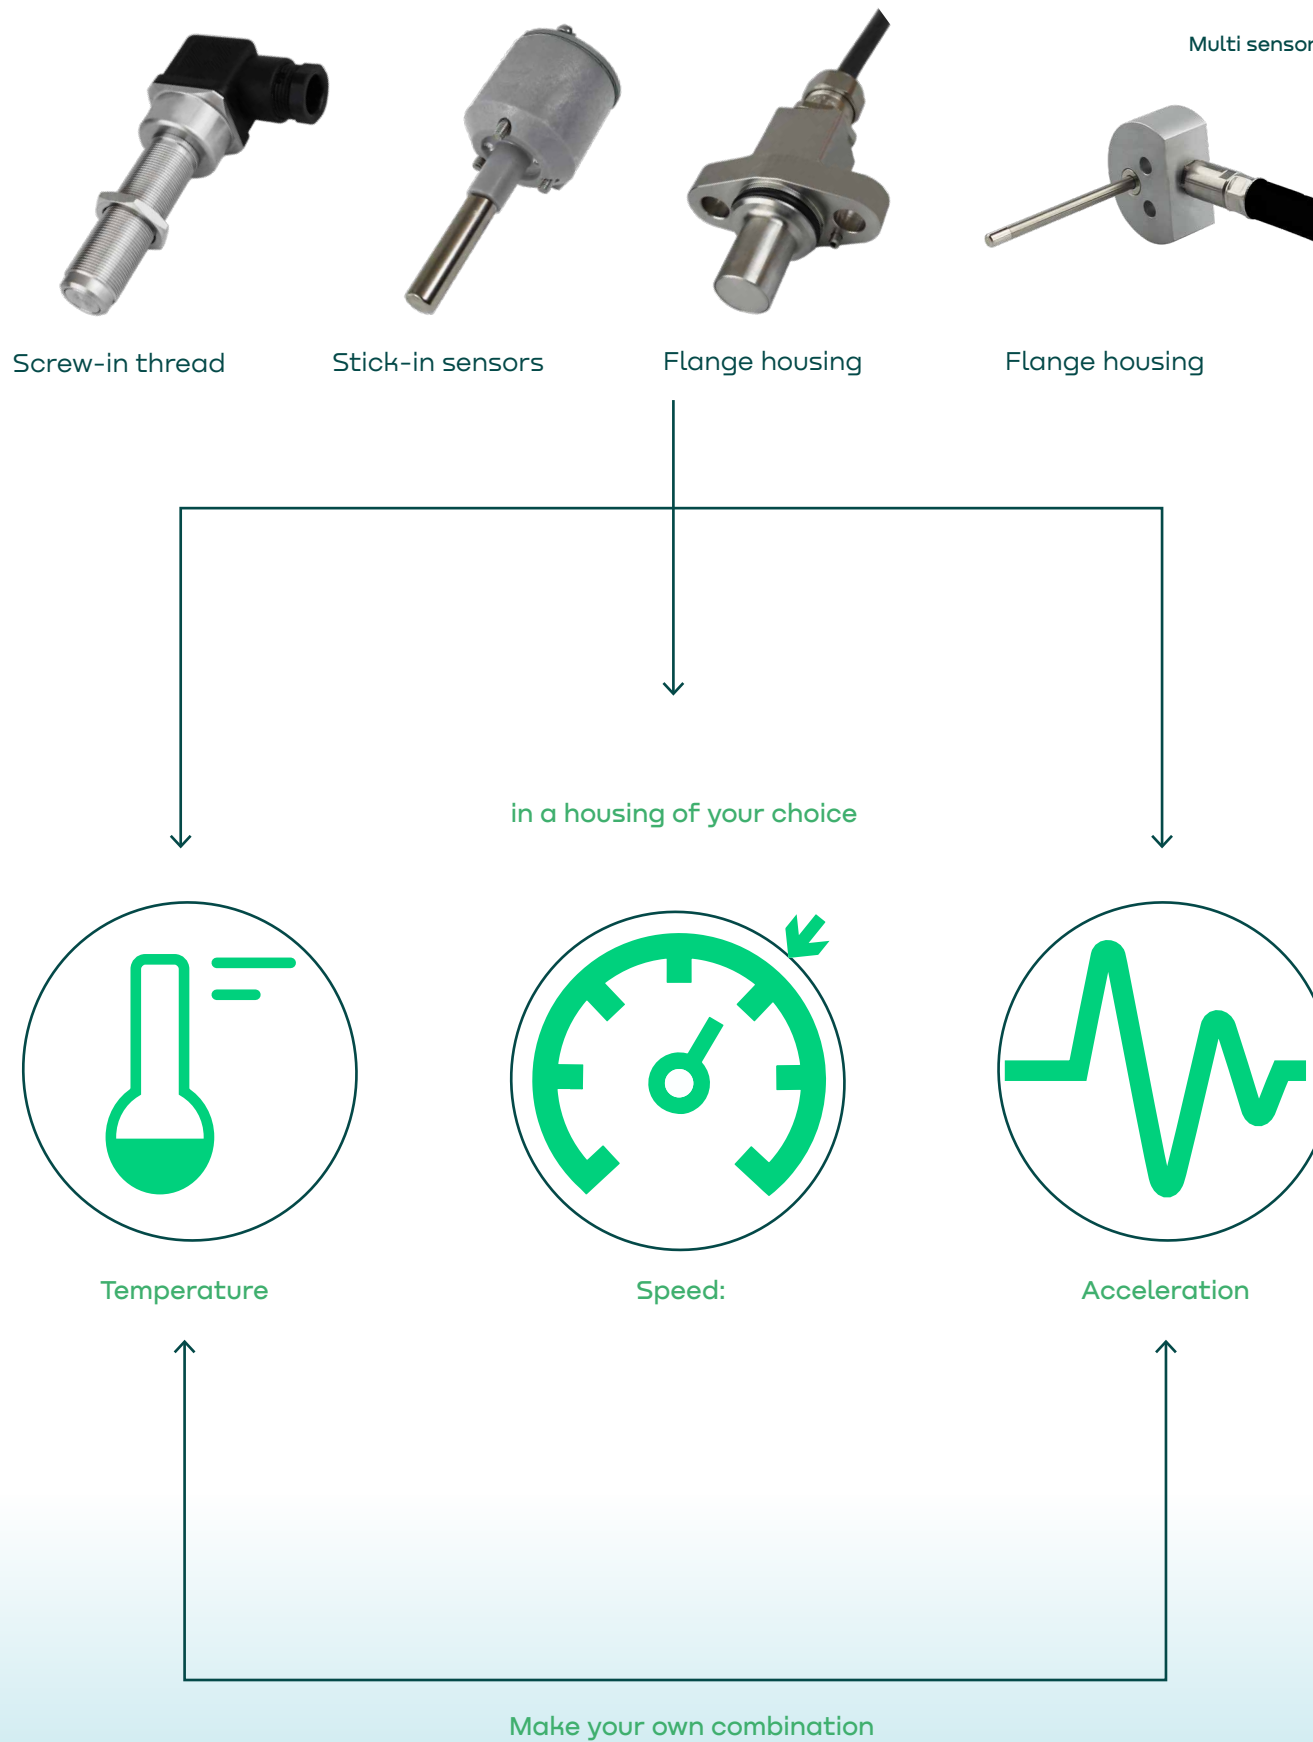 Multi sensor
Screw-in thread
Stick-in sensors
Flange housing
Flange housing
in a housing of your choice
Temperature
Speed:
Acceleration
Make your own combination